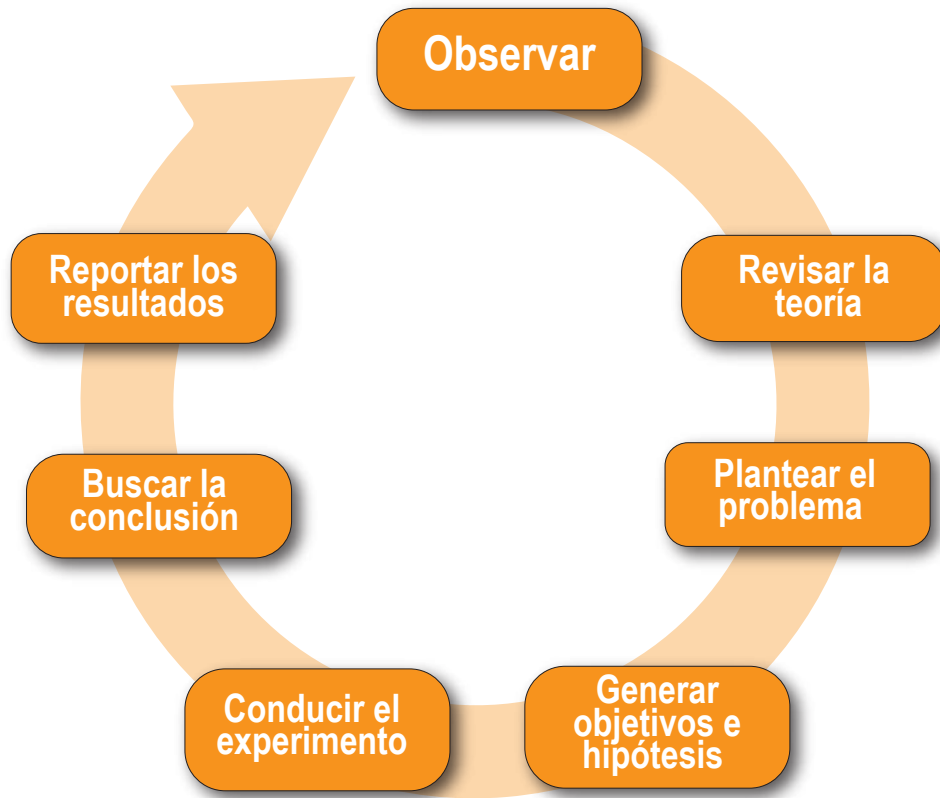 Observar
Revisar la
teoría
Plantear el
problema
Generar
objetivos e
hipótesis
Conducir el
experimento
Buscar la
conclusión
Reportar los
resultados